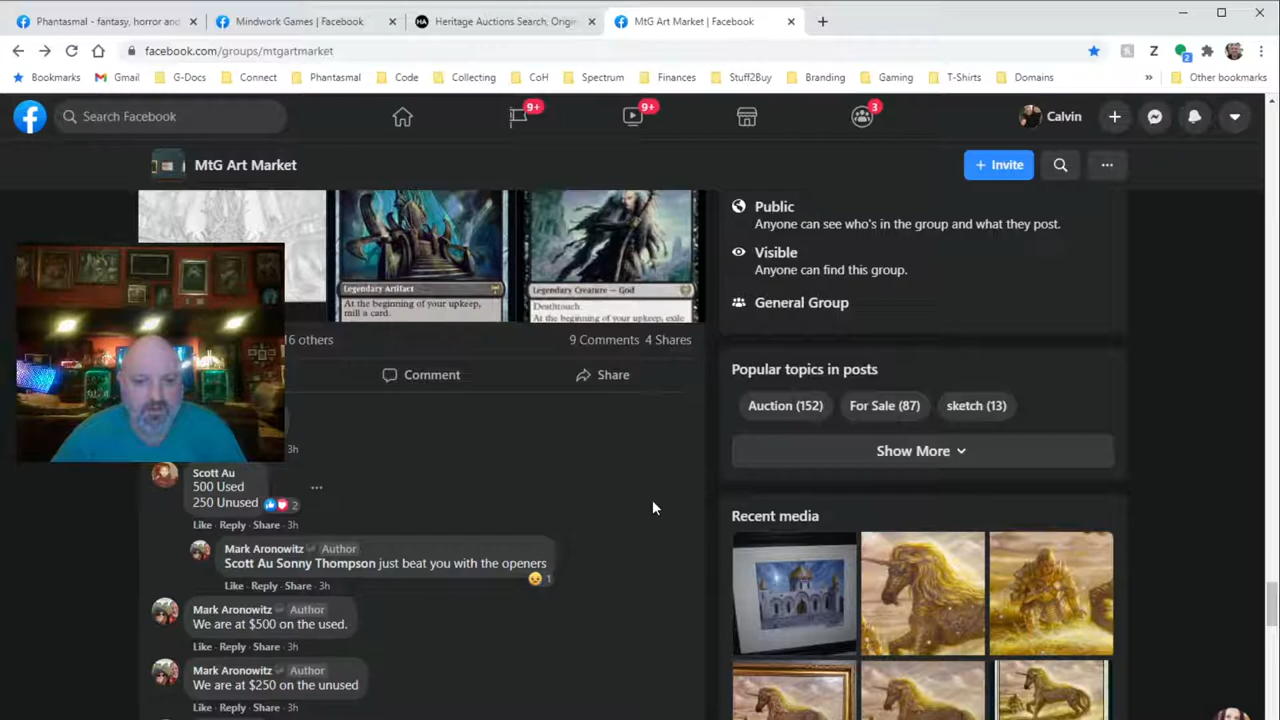 Phantasmal - fantasy, horror and
Mindwork Games | Facebook
Heritage Auctions Search, Origin
MtG Art Market | Facebook
facebook.com/groups/mtgartmarket
Z
2
Bookmarks
Gmail
G-Docs
Connect
Phantasmal
Code
Collecting
CoH
Spectrum
Finances
Stuff2Buy
Branding
Gaming
T-Shirts
Domains
»
Other bookmarks
Search Facebook
9+
9+
3
Calvin
MtG Art Market
+ Invite
Legendary Artifact
At the beginning of your upkeep,
mill a card.
Legendary Creature — God
Deathtouch
At the beginning of your upkeep, exile
16 others
9 Comments 4 Shares
Comment
Share
3h
Scott Au
500 Used
250 Unused
2
Like · Reply · Share · 3h
Mark Aronowitz Author
Scott Au Sonny Thompson just beat you with the openers
1
Like · Reply · Share · 3h
Mark Aronowitz Author
We are at $500 on the used.
Like · Reply · Share · 3h
Mark Aronowitz Author
We are at $250 on the unused
Like · Reply · Share · 3h
Public
Anyone can see who's in the group and what they post.
Visible
Anyone can find this group.
General Group
Popular topics in posts
Auction (152)
For Sale (87)
sketch (13)
Show More
Recent media